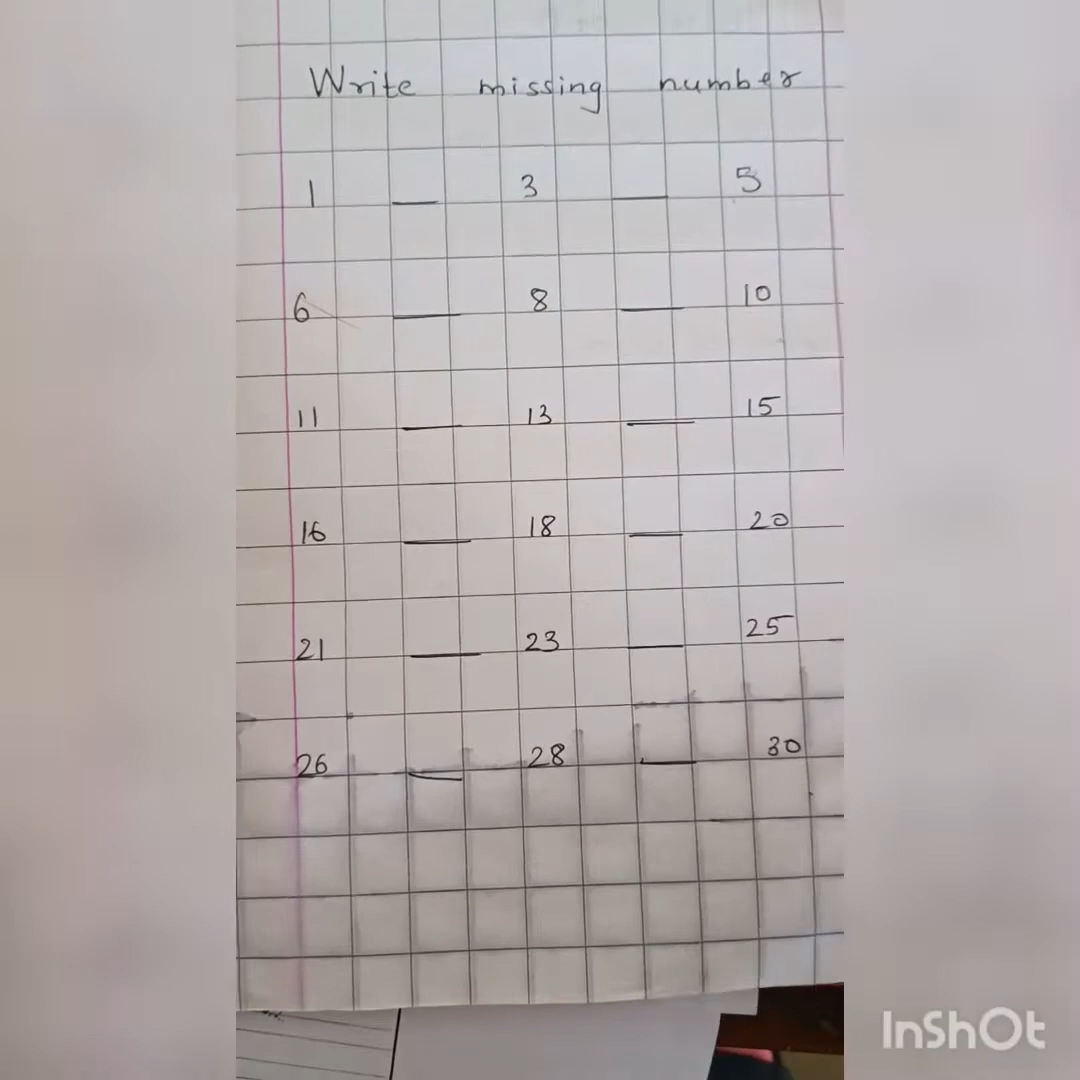 Write missing number
1 __ 3 __ 5
6 __ 8 __ 10
11 __ 13 __ 15
16 __ 18 __ 20
21 __ 23 __ 25
26 __ 28 __ 30
InShOt